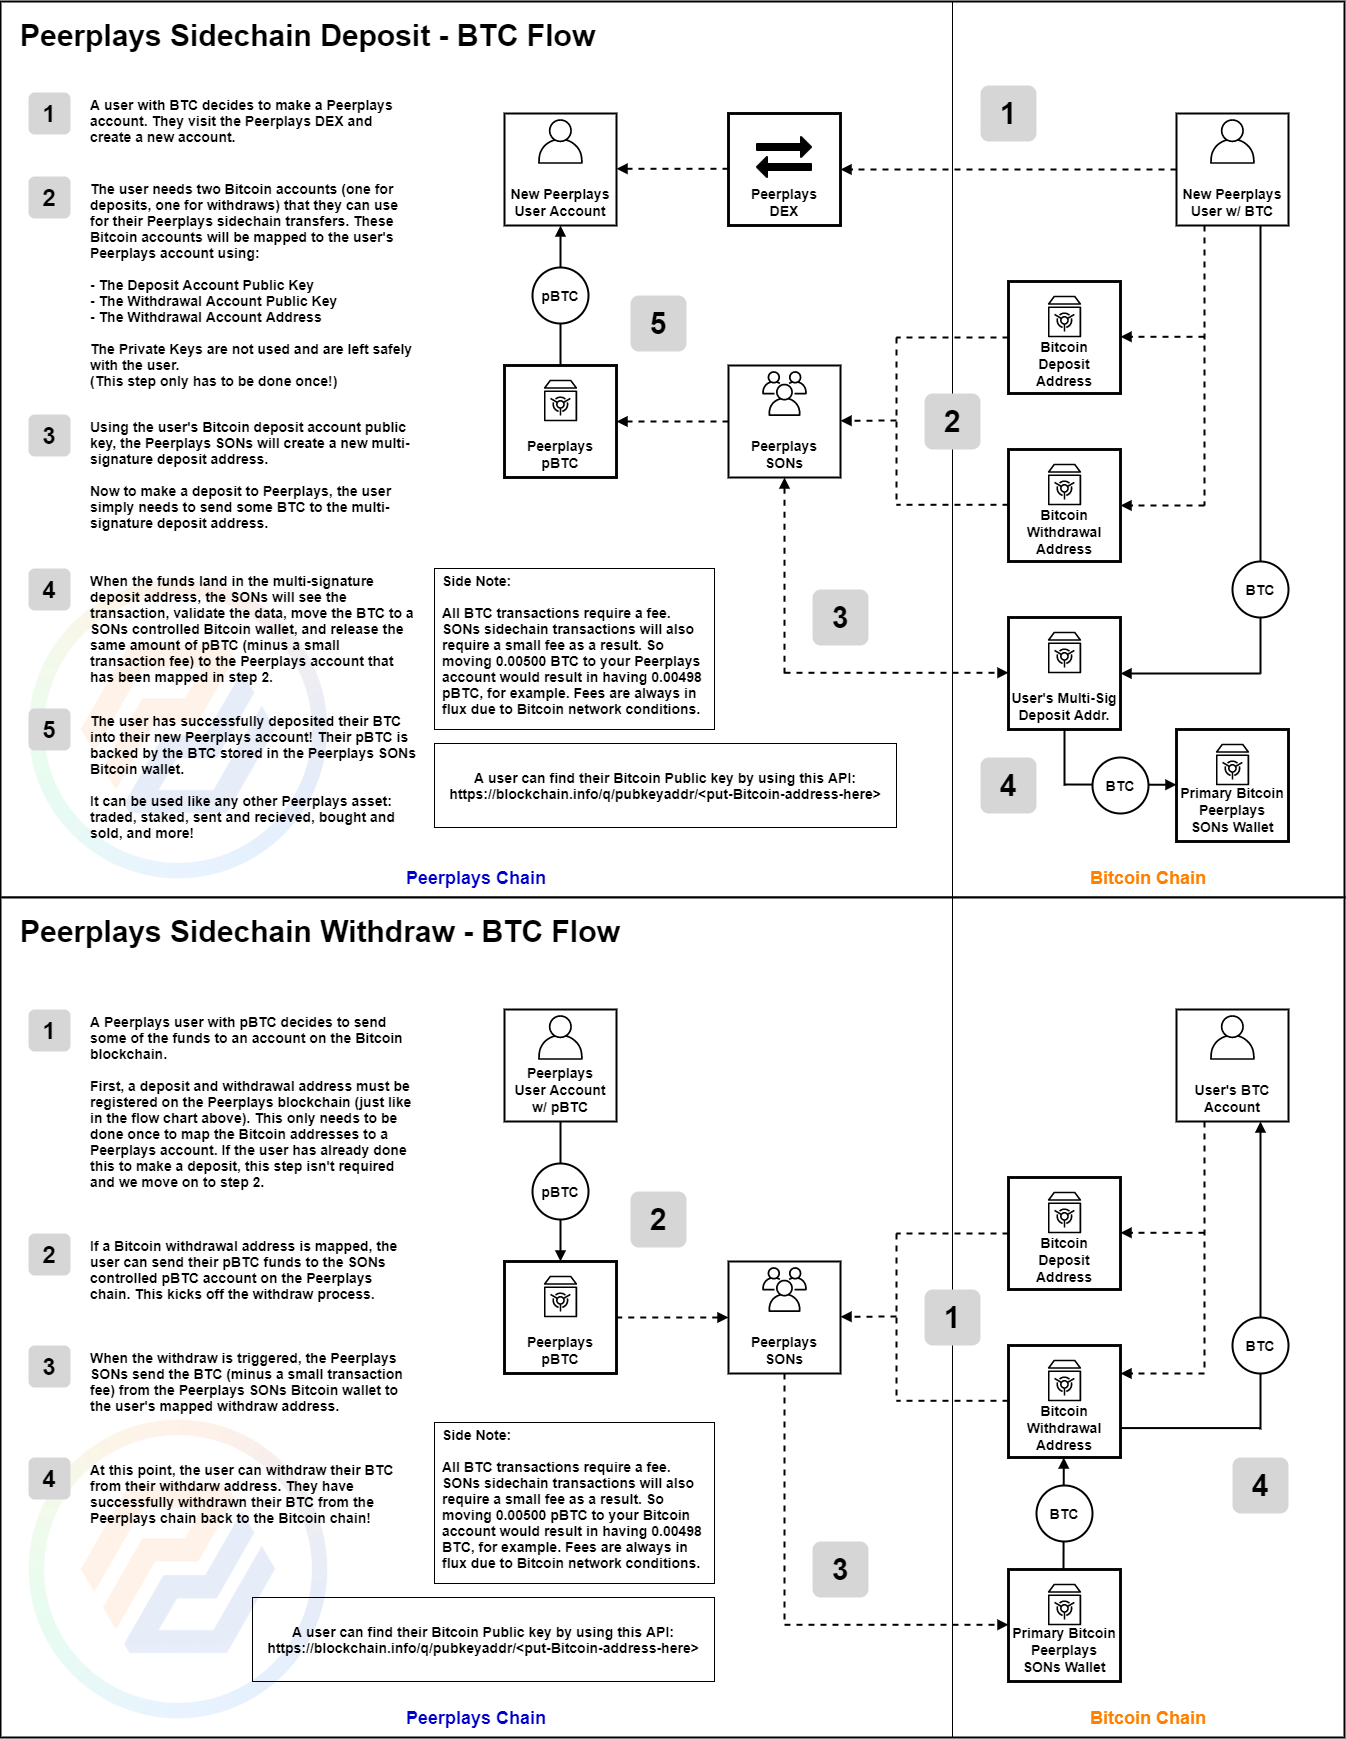 Peerplays Sidechain Deposit - BTC Flow
1
A user with BTC decides to make a Peerplays
account. They visit the Peerplays DEX and
create a new account.
2
The user needs two Bitcoin accounts (one for
deposits, one for withdraws) that they can use
for their Peerplays sidechain transfers. These
Bitcoin accounts will be mapped to the user's
Peerplays account using:
- The Deposit Account Public Key
- The Withdrawal Account Public Key
- The Withdrawal Account Address
The Private Keys are not used and are left safely
with the user.
(This step only has to be done once!)
3
Using the user's Bitcoin deposit account public
key, the Peerplays SONs will create a new multi-
signature deposit address.
Now to make a deposit to Peerplays, the user
simply needs to send some BTC to the multi-
signature deposit address.
4
When the funds land in the multi-signature
deposit address, the SONs will see the
transaction, validate the data, move the BTC to a
SONs controlled Bitcoin wallet, and release the
same amount of pBTC (minus a small
transaction fee) to the Peerplays account that
has been mapped in step 2.
5
The user has successfully deposited their BTC
into their new Peerplays account! Their pBTC is
backed by the BTC stored in the Peerplays SONs
Bitcoin wallet.
It can be used like any other Peerplays asset:
traded, staked, sent and recieved, bought and
sold, and more!
New Peerplays
User Account
Peerplays
DEX
1
New Peerplays
User w/ BTC
pBTC
5
Bitcoin
Deposit
Address
Peerplays
pBTC
Peerplays
SONs
2
Bitcoin
Withdrawal
Address
BTC
3
User's Multi-Sig
Deposit Addr.
4
BTC
Primary Bitcoin
Peerplays
SONs Wallet
Side Note:
All BTC transactions require a fee.
SONs sidechain transactions will also
require a small fee as a result. So
moving 0.00500 BTC to your Peerplays
account would result in having 0.00498
pBTC, for example. Fees are always in
flux due to Bitcoin network conditions.
A user can find their Bitcoin Public key by using this API:
https://blockchain.info/q/pubkeyaddr/<put-Bitcoin-address-here>
Peerplays Chain
Bitcoin Chain
Peerplays Sidechain Withdraw - BTC Flow
1
A Peerplays user with pBTC decides to send
some of the funds to an account on the Bitcoin
blockchain.
First, a deposit and withdrawal address must be
registered on the Peerplays blockchain (just like
in the flow chart above). This only needs to be
done once to map the Bitcoin addresses to a
Peerplays account. If the user has already done
this to make a deposit, this step isn't required
and we move on to step 2.
2
If a Bitcoin withdrawal address is mapped, the
user can send their pBTC funds to the SONs
controlled pBTC account on the Peerplays
chain. This kicks off the withdraw process.
3
When the withdraw is triggered, the Peerplays
SONs send the BTC (minus a small transaction
fee) from the Peerplays SONs Bitcoin wallet to
the user's mapped withdraw address.
4
At this point, the user can withdraw their BTC
from their withdarw address. They have
successfully withdrawn their BTC from the
Peerplays chain back to the Bitcoin chain!
Peerplays
User Account
w/ pBTC
User's BTC
Account
pBTC
2
Bitcoin
Deposit
Address
Peerplays
pBTC
Peerplays
SONs
1
Bitcoin
Withdrawal
Address
BTC
4
BTC
3
Primary Bitcoin
Peerplays
SONs Wallet
Side Note:
All BTC transactions require a fee.
SONs sidechain transactions will also
require a small fee as a result. So
moving 0.00500 pBTC to your Bitcoin
account would result in having 0.00498
BTC, for example. Fees are always in
flux due to Bitcoin network conditions.
A user can find their Bitcoin Public key by using this API:
https://blockchain.info/q/pubkeyaddr/<put-Bitcoin-address-here>
Peerplays Chain
Bitcoin Chain